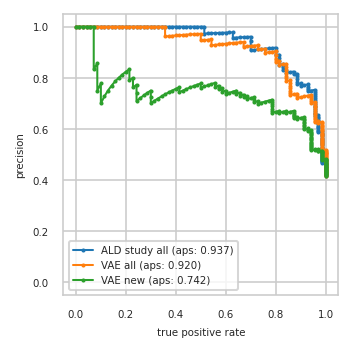 1.0
0.8
0.6
0.4
0.2
0.0
precision
ALD study all (aps: 0.937)
VAE all (aps: 0.920)
VAE new (aps: 0.742)
0.0 0.2 0.4 0.6 0.8 1.0
true positive rate